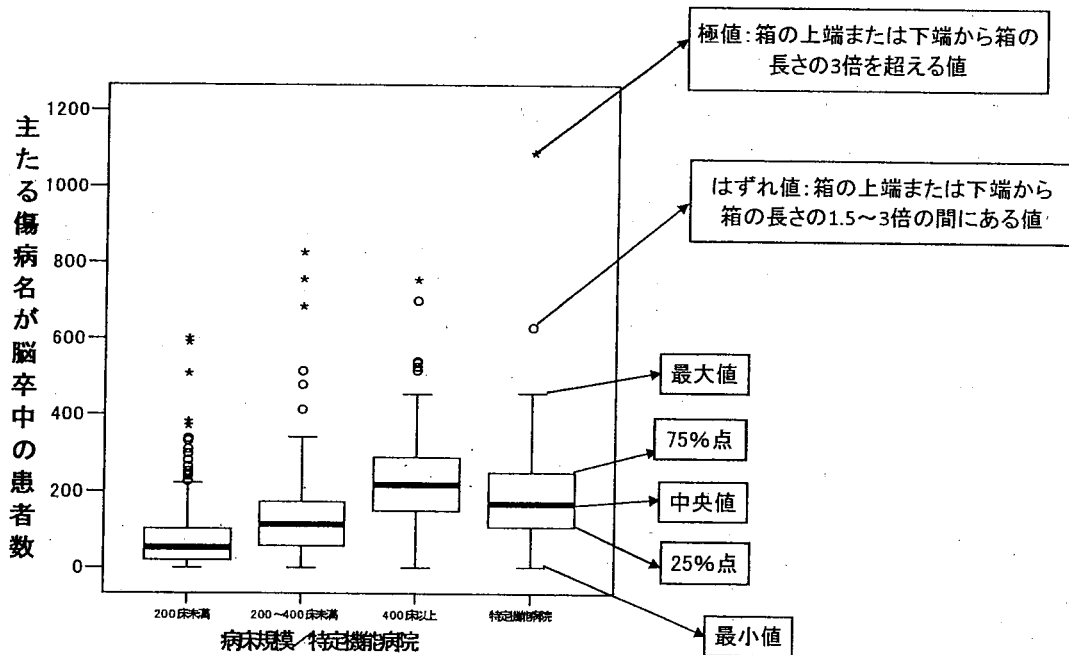 極値:箱の上端または下端から箱の
長さの3倍を超える値
はずれ値:箱の上端または下端から
箱の長さの1.5~3倍の間にある値
最大値
75%点
中央値
25%点
最小値
主たる傷病名が脳卒中の患者数
1200
1000
800
600
400
200
0
200床未満
200~400床未満
400床以上
特定機能病院
病床規模/特定機能病院